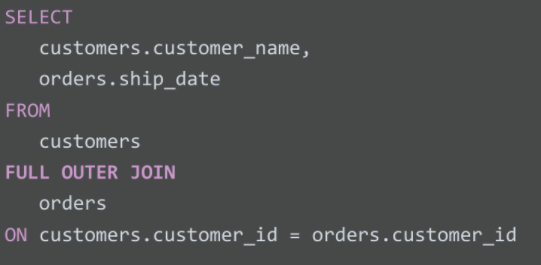 SELECT
customers.customer_name,
orders.ship_date
FROM
customers
FULL OUTER JOIN
orders
ON customers.customer_id = orders.customer_id